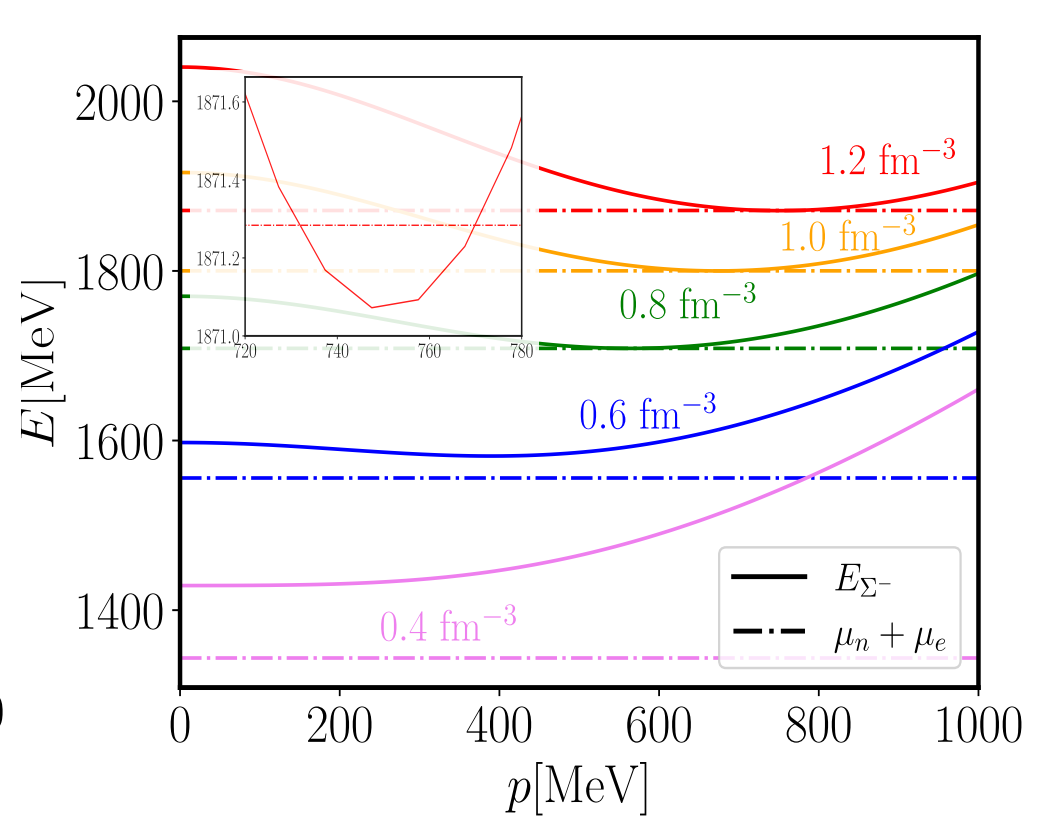 2000
1800
1600
1400
E[MeV]
1871.6
1871.4
1871.2
1871.0
720 740 760 780
1.2 fm⁻³
1.0 fm⁻³
0.8 fm⁻³
0.6 fm⁻³
0.4 fm⁻³
E_Σ⁻
μₙ + μₑ
0 200 400 600 800 1000
p[MeV]